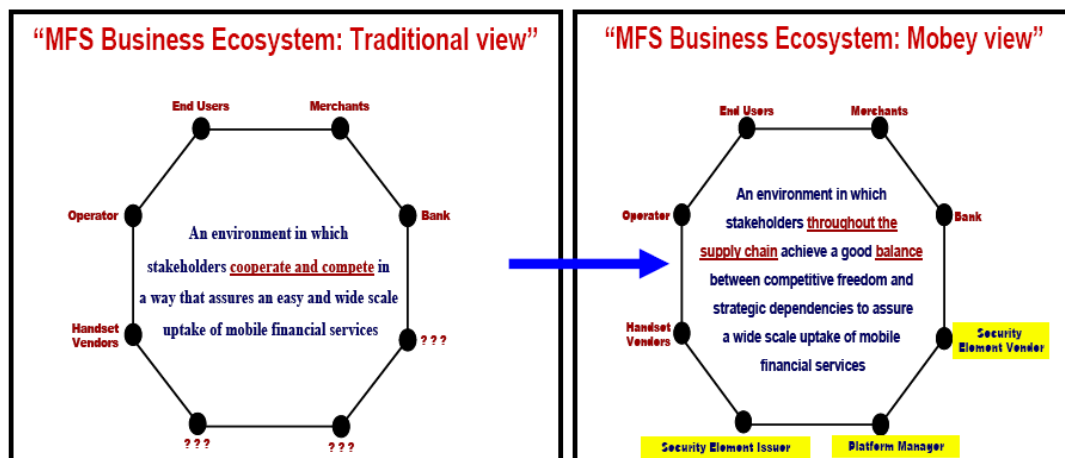 “MFS Business Ecosystem: Traditional view”
End Users
Merchants
Operator
Bank
An environment in which
stakeholders cooperate and compete in
a way that assures an easy and wide scale
uptake of mobile financial services
Handset
Vendors
? ? ?
? ? ?
? ? ?
“MFS Business Ecosystem: Mobey view”
End Users
Merchants
Operator
Bank
An environment in which
stakeholders throughout the
supply chain achieve a good balance
between competitive freedom and
strategic dependencies to assure
a wide scale uptake of mobile
financial services
Handset
Vendors
Security
Element Vendor
Security Element Issuer
Platform Manager